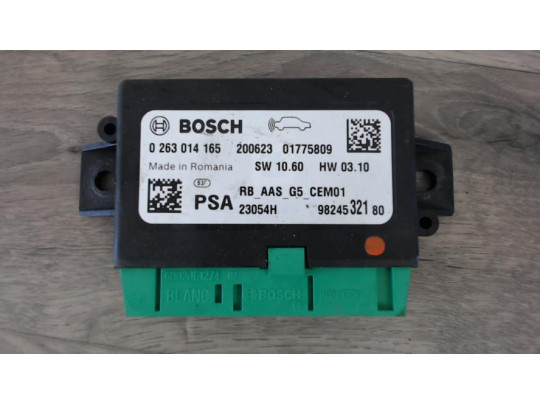 BOSCH
0 263 014 165 200623 01775809
Made in Romania SW 10.60 HW 03.10
RB_AAS_G5_CEM01
PSA 23054H 98245 321 80
BLANC BOSCH